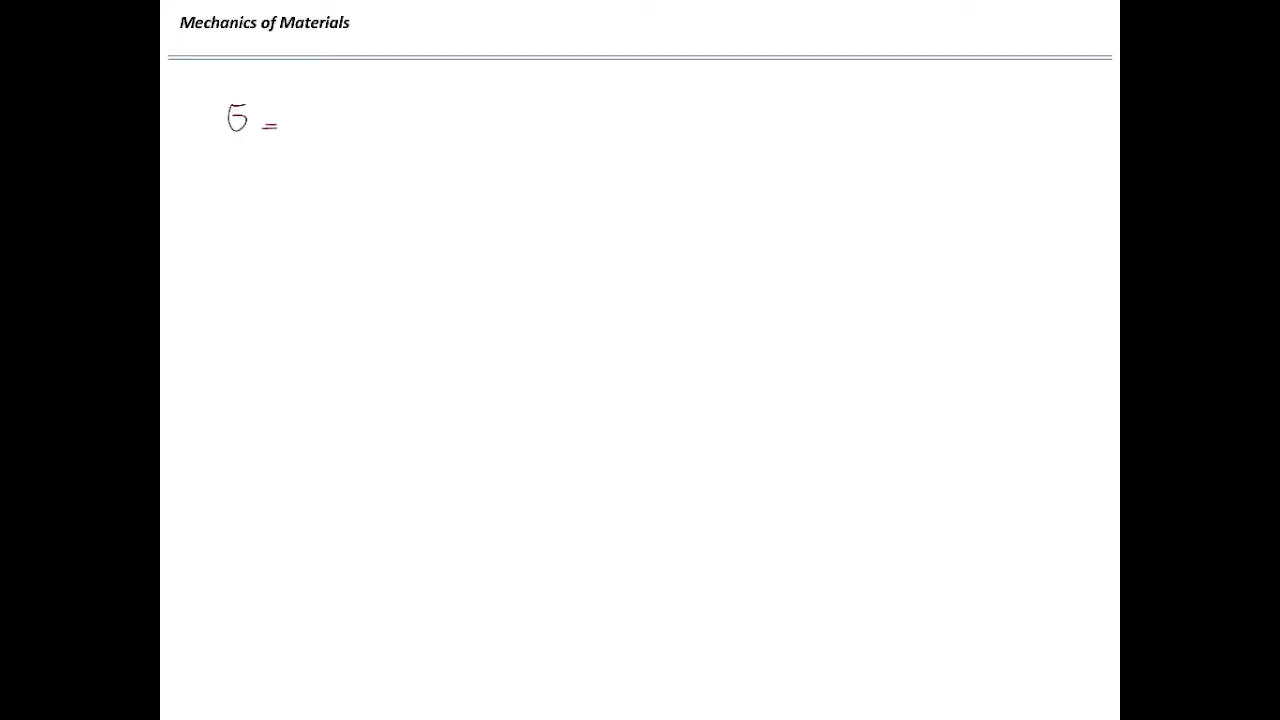 Mechanics of Materials
σ =